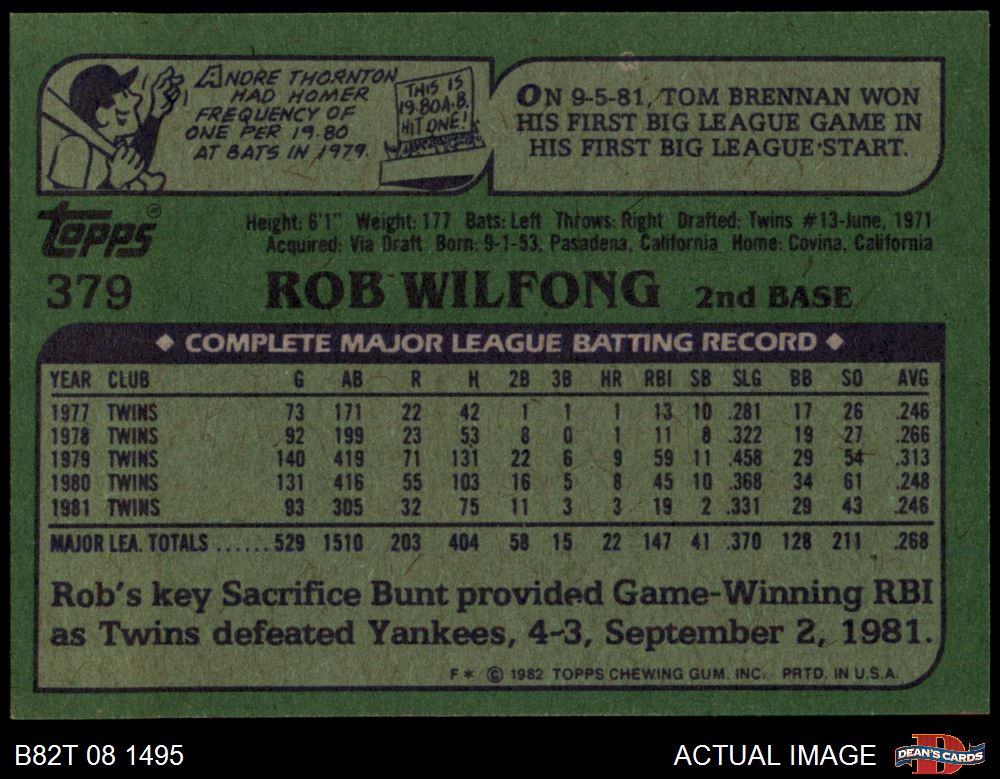 ANDRE THORNTON
HAD HOMER
FREQUENCY OF
ONE PER 19.80
AT BATS IN 1979.
THIS IS
19.80 A.B.
HIT ONE!
ON 9-5-81, TOM BRENNAN WON
HIS FIRST BIG LEAGUE GAME IN
HIS FIRST BIG LEAGUE START.
Topps®
Height: 6'1" Weight: 177 Bats: Left Throws: Right Drafted: Twins #13-June, 1971
Acquired: Via Draft Born: 9-1-53, Pasadena, California Home: Covina, California
379 ROB WILFONG 2nd BASE
◆ COMPLETE MAJOR LEAGUE BATTING RECORD ◆
YEAR CLUB G AB R H 2B 3B HR RBI SB SLG BB SO AVG
1977 TWINS 73 171 22 42 1 1 1 13 10 .281 17 26 .246
1978 TWINS 92 199 23 53 8 0 1 11 8 .322 19 27 .266
1979 TWINS 140 419 71 131 22 6 9 59 11 .458 29 54 .313
1980 TWINS 131 416 55 103 16 5 8 45 10 .368 34 61 .248
1981 TWINS 93 305 32 75 11 3 3 19 2 .331 29 43 .246
MAJOR LEA. TOTALS ......529 1510 203 404 58 15 22 147 41 .370 128 211 .268
Rob's key Sacrifice Bunt provided Game-Winning RBI
as Twins defeated Yankees, 4-3, September 2, 1981.
F* © 1982 TOPPS CHEWING GUM. INC. PRTD. IN U.S.A.
B82T 08 1495 ACTUAL IMAGE DEAN'S CARDS